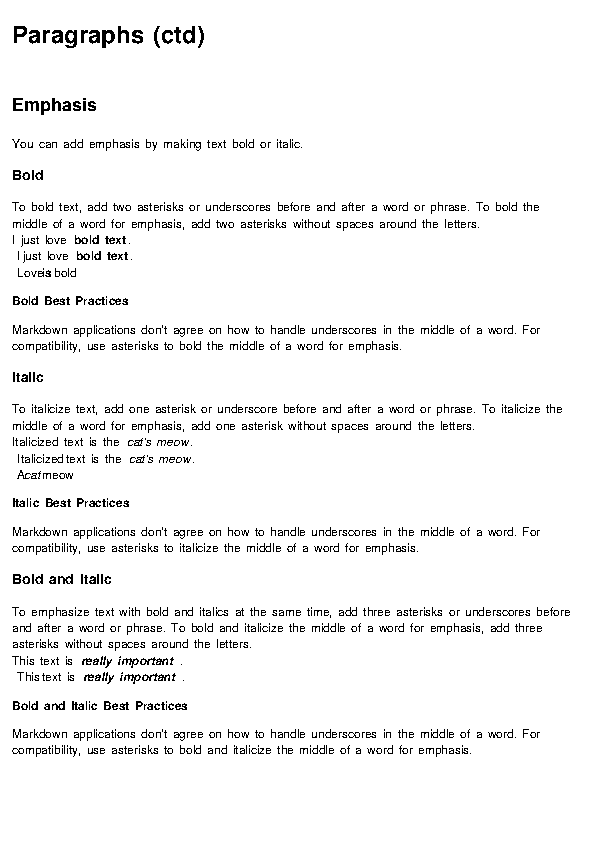 Paragraphs (ctd)
Emphasis
You can add emphasis by making text bold or italic.
Bold
To bold text, add two asterisks or underscores before and after a word or phrase. To bold the
middle of a word for emphasis, add two asterisks without spaces around the letters.
I just love bold text.
I just love bold text.
Loveisbold
Bold Best Practices
Markdown applications don't agree on how to handle underscores in the middle of a word. For
compatibility, use asterisks to bold the middle of a word for emphasis.
Italic
To italicize text, add one asterisk or underscore before and after a word or phrase. To italicize the
middle of a word for emphasis, add one asterisk without spaces around the letters.
Italicized text is the cat's meow.
Italicized text is the cat's meow.
Acatmeow
Italic Best Practices
Markdown applications don't agree on how to handle underscores in the middle of a word. For
compatibility, use asterisks to italicize the middle of a word for emphasis.
Bold and Italic
To emphasize text with bold and italics at the same time, add three asterisks or underscores before
and after a word or phrase. To bold and italicize the middle of a word for emphasis, add three
asterisks without spaces around the letters.
This text is really important .
This text is really important .
Bold and Italic Best Practices
Markdown applications don't agree on how to handle underscores in the middle of a word. For
compatibility, use asterisks to bold and italicize the middle of a word for emphasis.